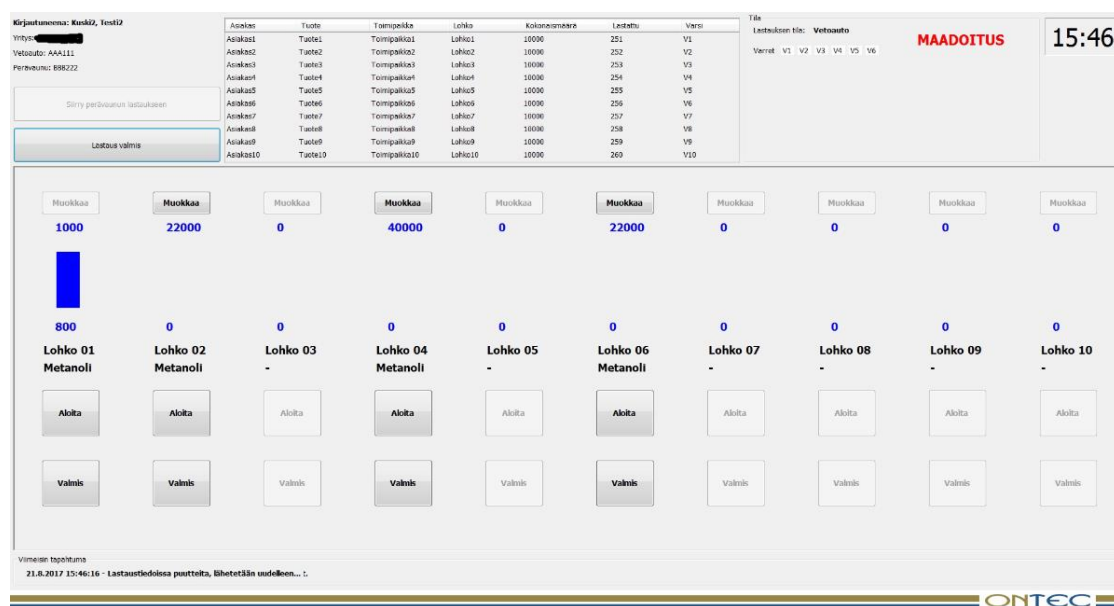 Kirjautuneena: Kuski2, Testi2
Yritys:
Vetoauto: AAA111
Perävaunu: BBB222
Siirry perävaunun lastaukseen
Lastaus valmis
Asiakas Tuote Toimipaikka Lohko Kokonaismäärä Lastattu Varsi
Asiakas1 Tuote1 Toimipaikka1 Lohko1 10000 251 V1
Asiakas2 Tuote2 Toimipaikka2 Lohko2 10000 252 V2
Asiakas3 Tuote3 Toimipaikka3 Lohko3 10000 253 V3
Asiakas4 Tuote4 Toimipaikka4 Lohko4 10000 254 V4
Asiakas5 Tuote5 Toimipaikka5 Lohko5 10000 255 V5
Asiakas6 Tuote6 Toimipaikka6 Lohko6 10000 256 V6
Asiakas7 Tuote7 Toimipaikka7 Lohko7 10000 257 V7
Asiakas8 Tuote8 Toimipaikka8 Lohko8 10000 258 V8
Asiakas9 Tuote9 Toimipaikka9 Lohko9 10000 259 V9
Asiakas10 Tuote10 Toimipaikka10 Lohko10 10000 260 V10
Tila
Lastauksen tila: Vetoauto
Varret V1 V2 V3 V4 V5 V6
MAADOITUS
15:46
Muokkaa Muokkaa Muokkaa Muokkaa Muokkaa Muokkaa Muokkaa Muokkaa Muokkaa Muokkaa
1000 22000 0 40000 0 22000 0 0 0 0
800 0 0 0 0 0 0 0 0 0
Lohko 01 Lohko 02 Lohko 03 Lohko 04 Lohko 05 Lohko 06 Lohko 07 Lohko 08 Lohko 09 Lohko 10
Metanoli Metanoli - Metanoli - Metanoli - - - -
Aloita Aloita Aloita Aloita Aloita Aloita Aloita Aloita Aloita Aloita
Valmis Valmis Valmis Valmis Valmis Valmis Valmis Valmis Valmis Valmis
Viimeisin tapahtuma
21.8.2017 15:46:16 - Lastaustiedoissa puutteita, lähetetään uudelleen... :.
ONTEC